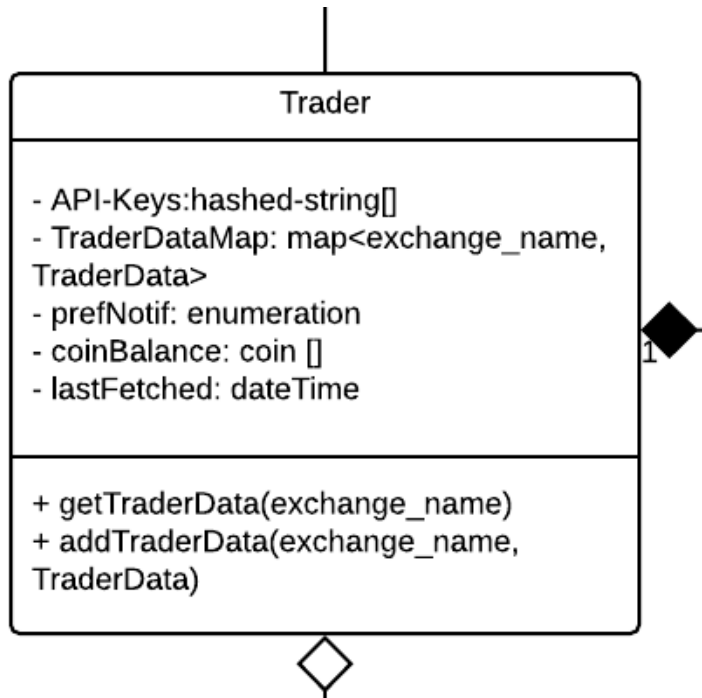 Trader
- API-Keys:hashed-string[]
- TraderDataMap: map<exchange_name,
TraderData>
- prefNotif: enumeration
- coinBalance: coin []
1
- lastFetched: dateTime
+ getTraderData(exchange_name)
+ addTraderData(exchange_name,
TraderData)